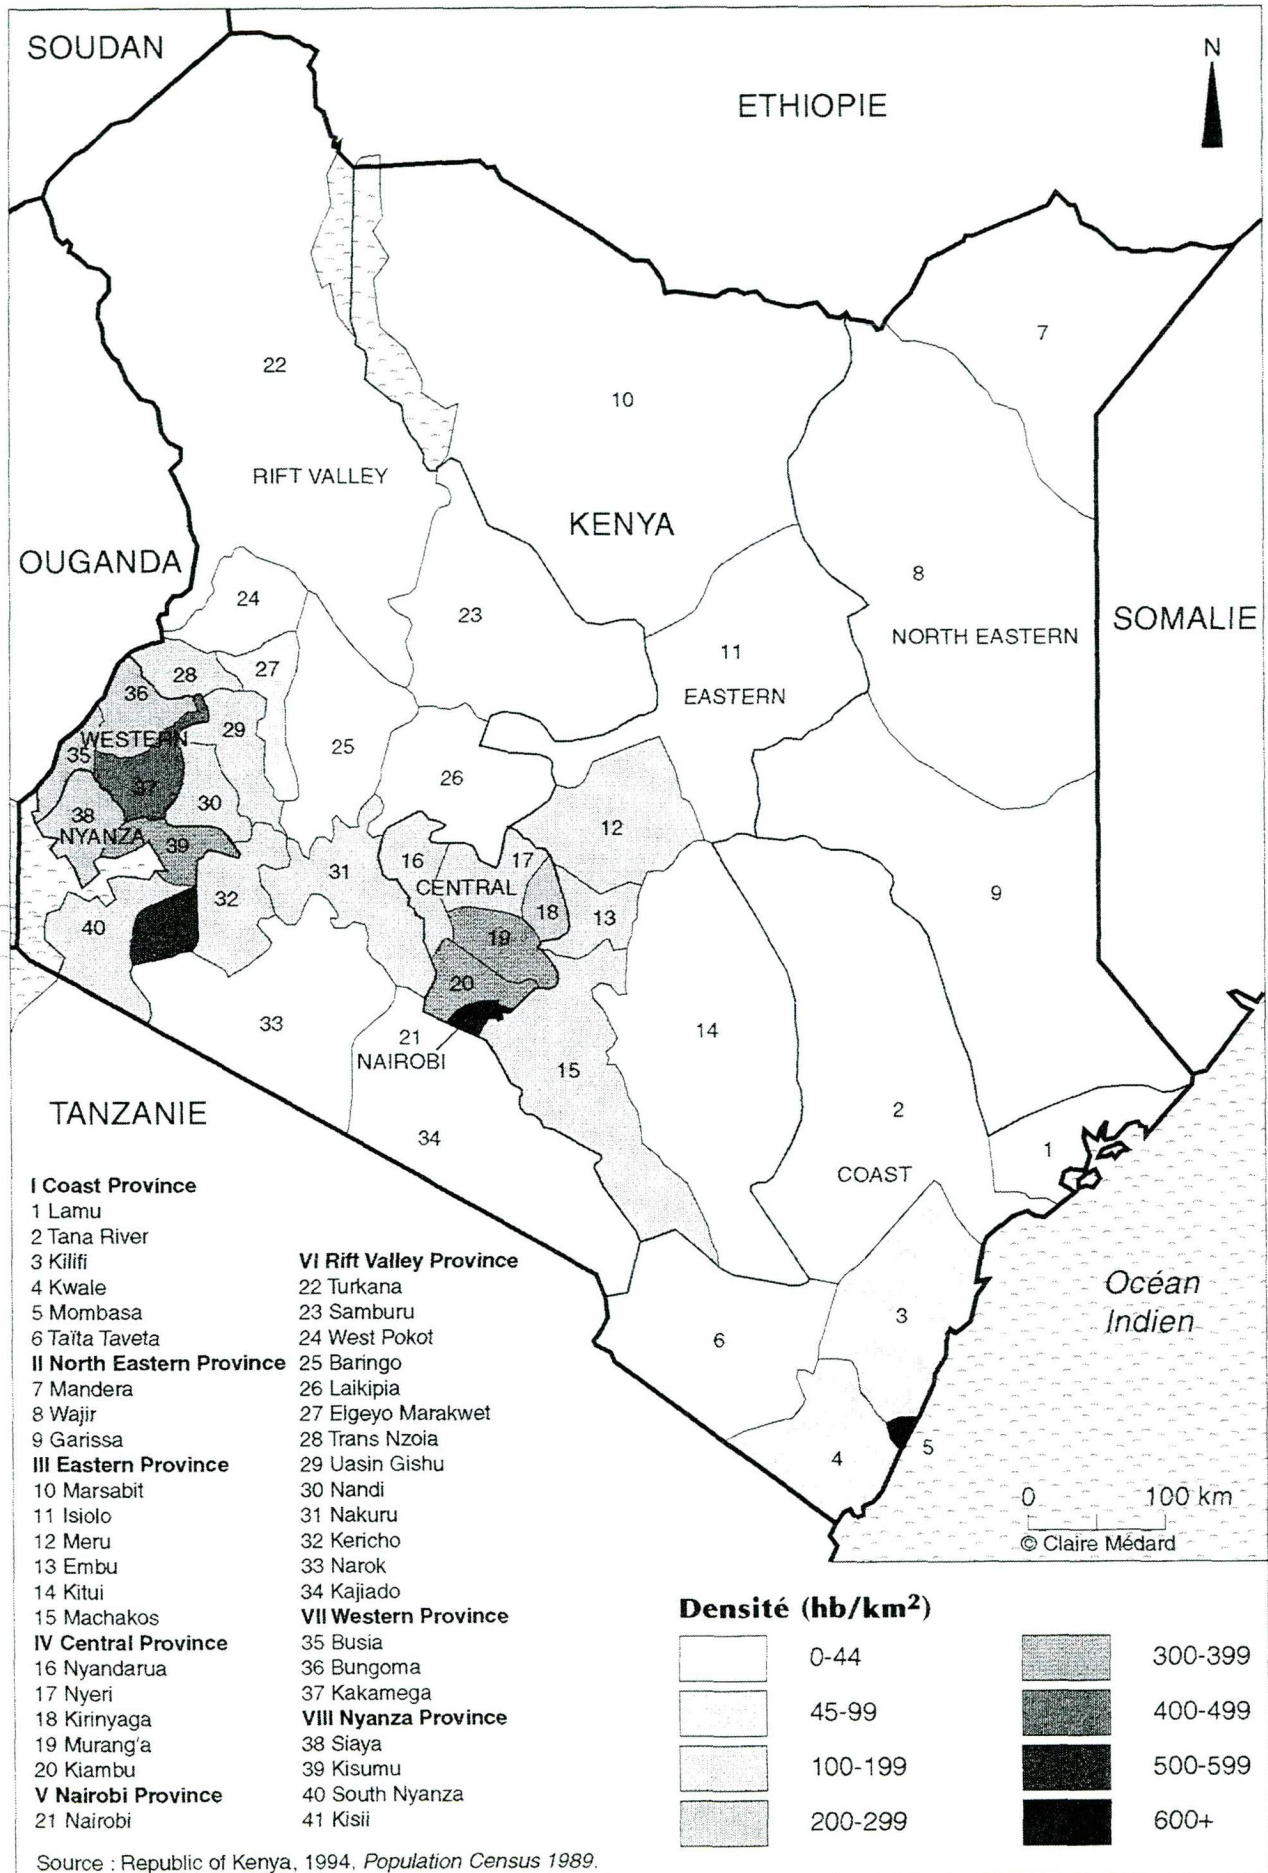 SOUDAN
ETHIOPIE
N
7
22
10
RIFT VALLEY
KENYA
OUGANDA
8
24
23
SOMALIE
NORTH EASTERN
11
28
27
EASTERN
36
29
WESTERN
35
25
26
37
30
38
12
NYANZA
39
16
17
31
CENTRAL
9
32
18
13
40
19
20
33
21
14
NAIROBI
15
TANZANIE
2
34
1
COAST
Océan
Indien
3
6
5
4
0 100 km
© Claire Médard
I Coast Province
1 Lamu
2 Tana River
3 Kilifi
4 Kwale
5 Mombasa
6 Taïta Taveta
II North Eastern Province
7 Mandera
8 Wajir
9 Garissa
III Eastern Province
10 Marsabit
11 Isiolo
12 Meru
13 Embu
14 Kitui
15 Machakos
IV Central Province
16 Nyandarua
17 Nyeri
18 Kirinyaga
19 Murang'a
20 Kiambu
V Nairobi Province
21 Nairobi
VI Rift Valley Province
22 Turkana
23 Samburu
24 West Pokot
25 Baringo
26 Laikipia
27 Elgeyo Marakwet
28 Trans Nzoia
29 Uasin Gishu
30 Nandi
31 Nakuru
32 Kericho
33 Narok
34 Kajiado
VII Western Province
35 Busia
36 Bungoma
37 Kakamega
VIII Nyanza Province
38 Siaya
39 Kisumu
40 South Nyanza
41 Kisii
Densité (hb/km²)
0-44
45-99
100-199
200-299
300-399
400-499
500-599
600+
Source : Republic of Kenya, 1994, Population Census 1989.